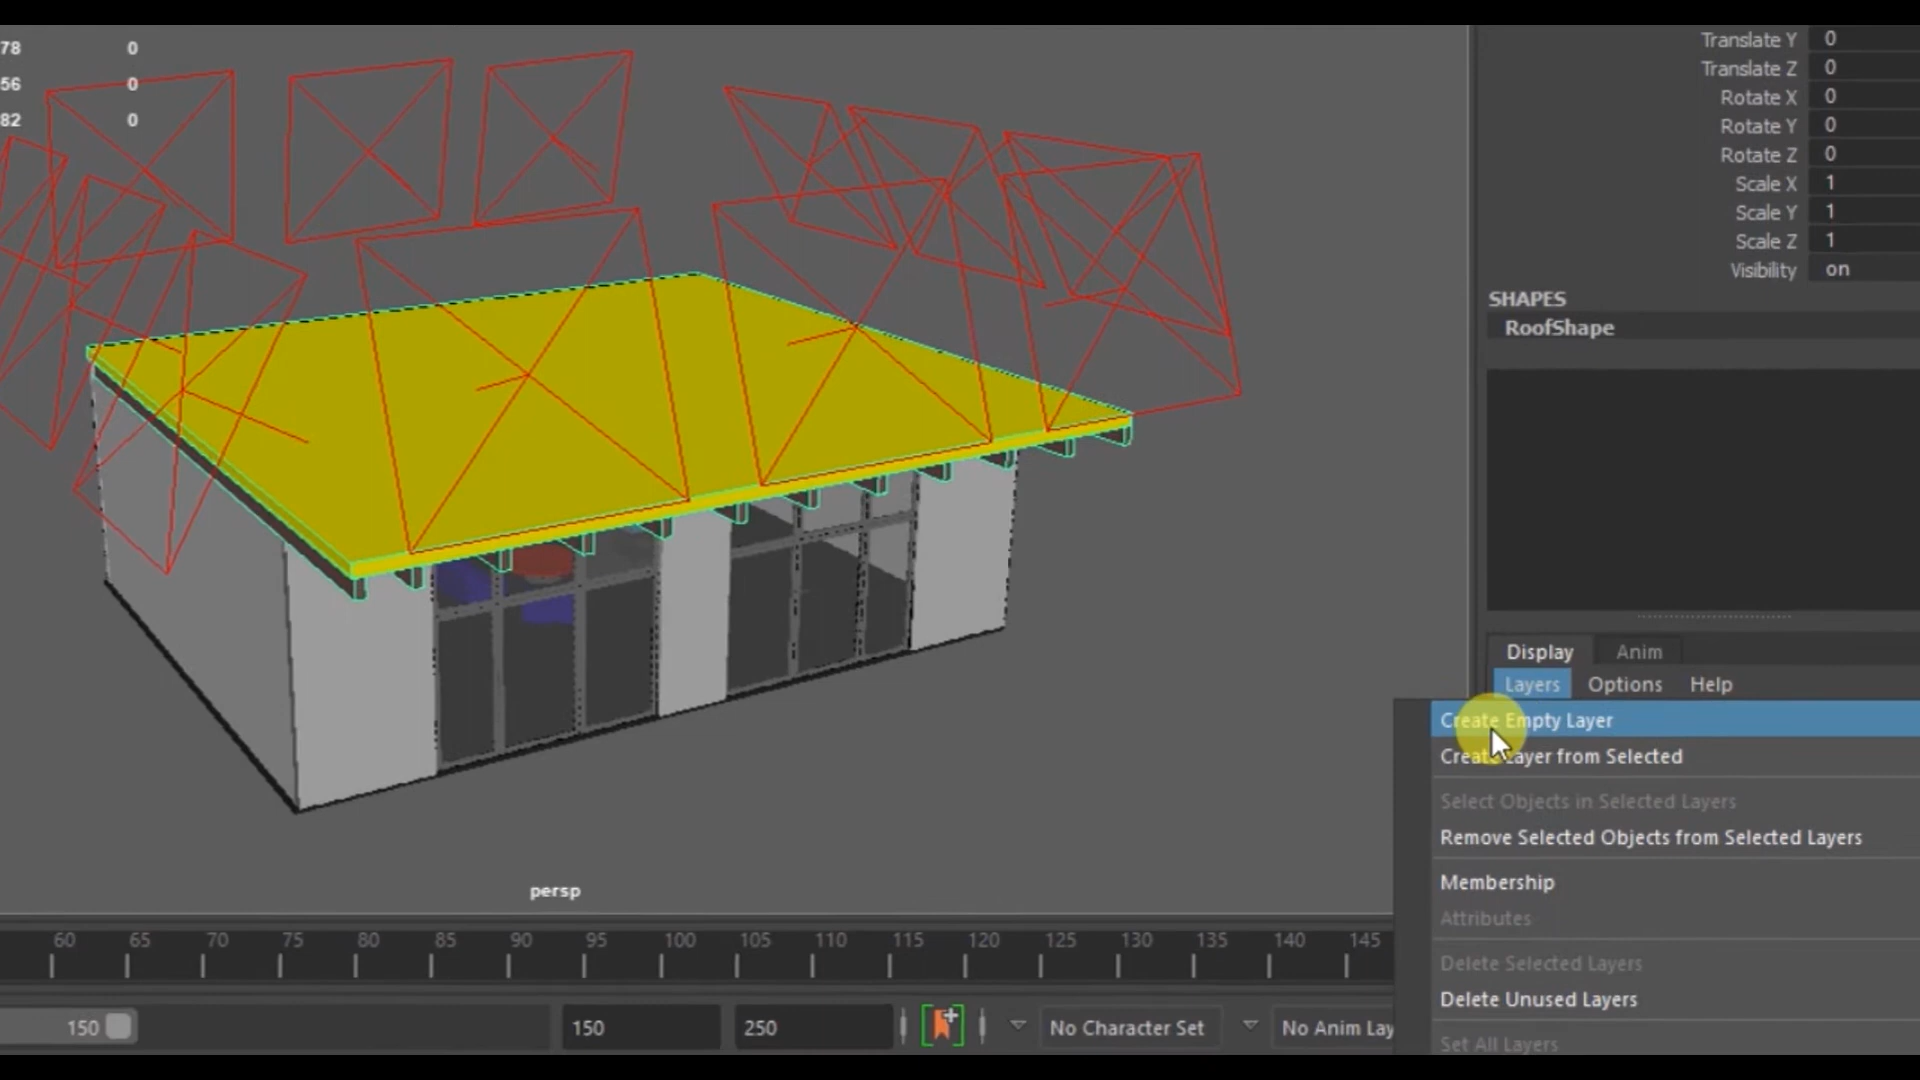 78 0
56 0
82 0
Translate Y 0
Translate Z 0
Rotate X 0
Rotate Y 0
Rotate Z 0
Scale X 1
Scale Y 1
Scale Z 1
Visibility on
SHAPES
RoofShape
Display Anim
Layers Options Help
Create Empty Layer
Create Layer from Selected
Select Objects in Selected Layers
Remove Selected Objects from Selected Layers
Membership
Attributes
Delete Selected Layers
Delete Unused Layers
Set All Layers
persp
60 65 70 75 80 85 90 95 100 105 110 115 120 125 130 135 140 145
150 150 250 No Character Set No Anim Lay